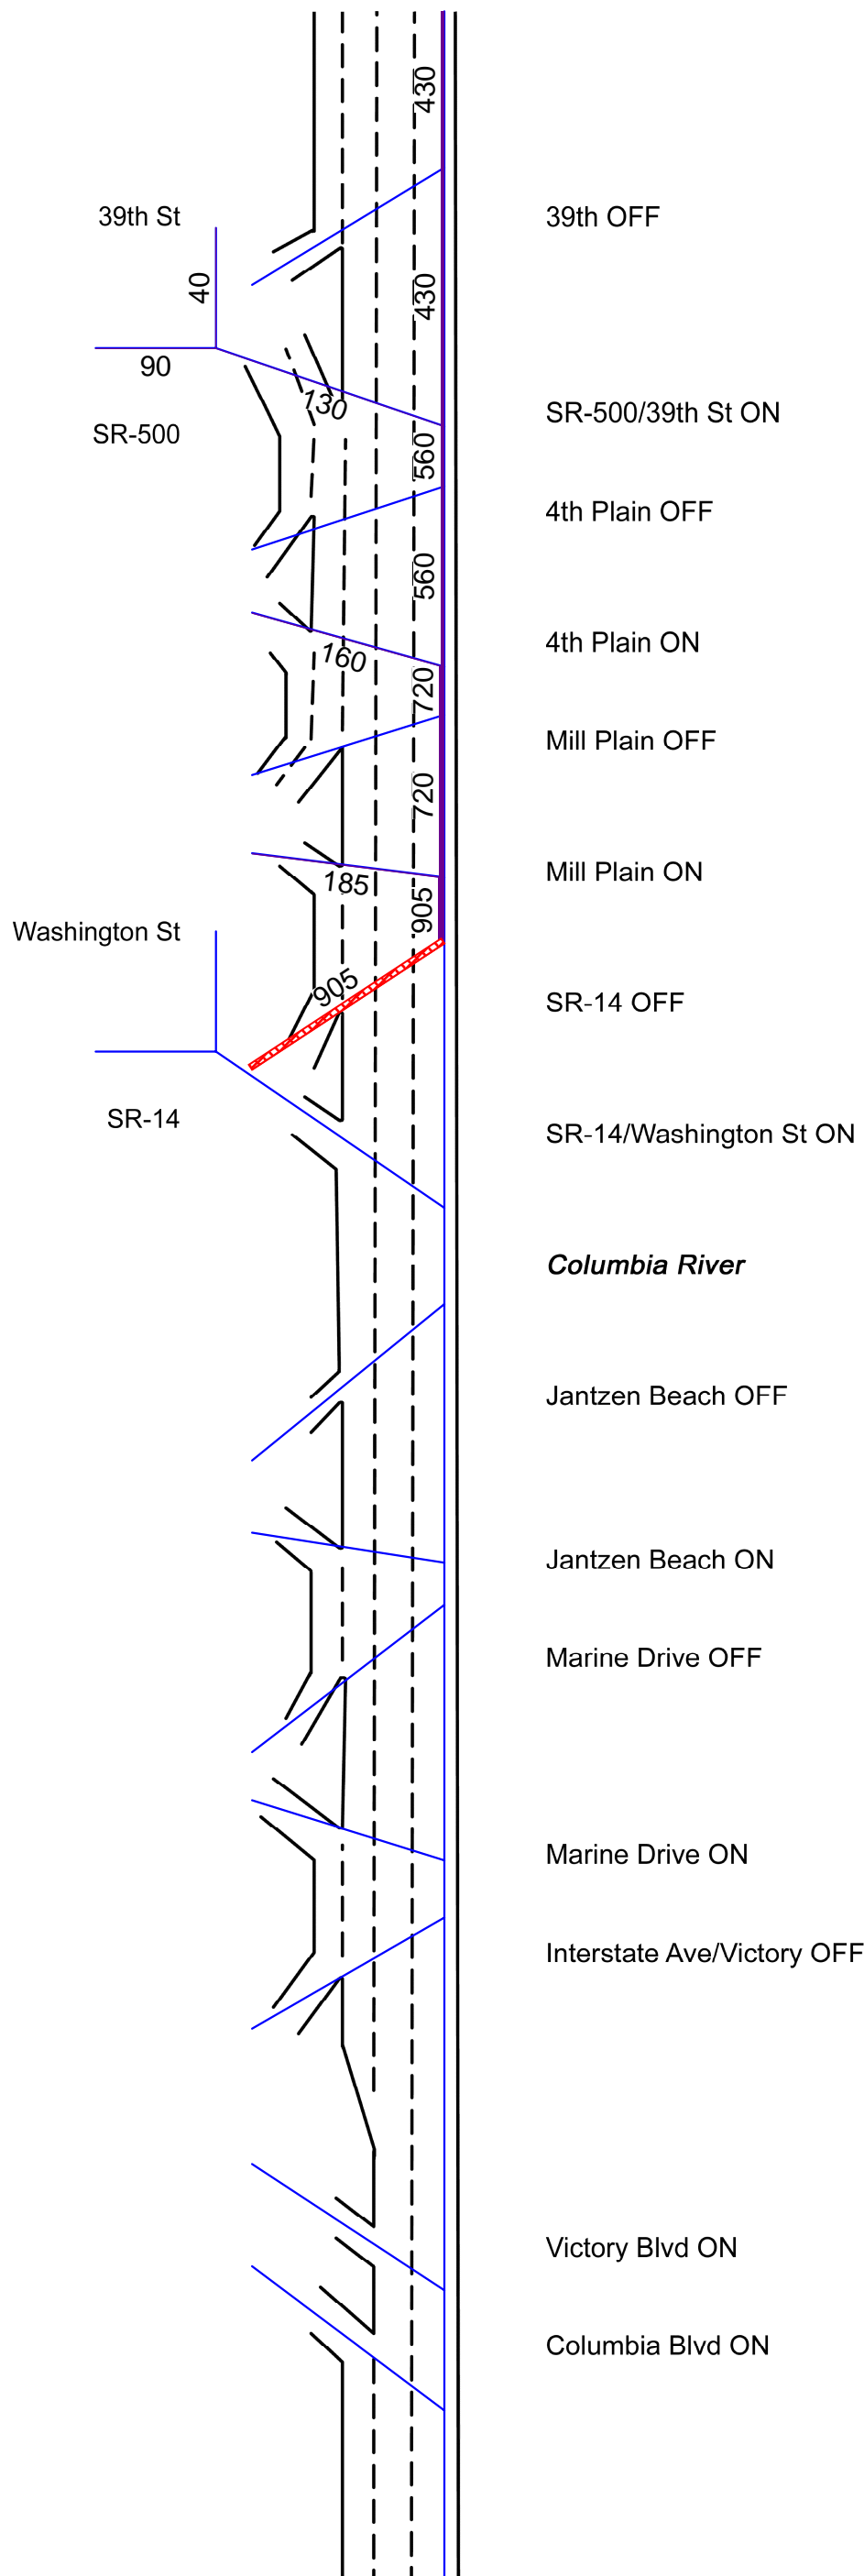 430
39th St
39th OFF
40
430
90
130
SR-500/39th St ON
SR-500
560
4th Plain OFF
560
4th Plain ON
160
720
Mill Plain OFF
720
Mill Plain ON
185
905
Washington St
905
SR-14 OFF
SR-14
SR-14/Washington St ON
Columbia River
Jantzen Beach OFF
Jantzen Beach ON
Marine Drive OFF
Marine Drive ON
Interstate Ave/Victory OFF
Victory Blvd ON
Columbia Blvd ON